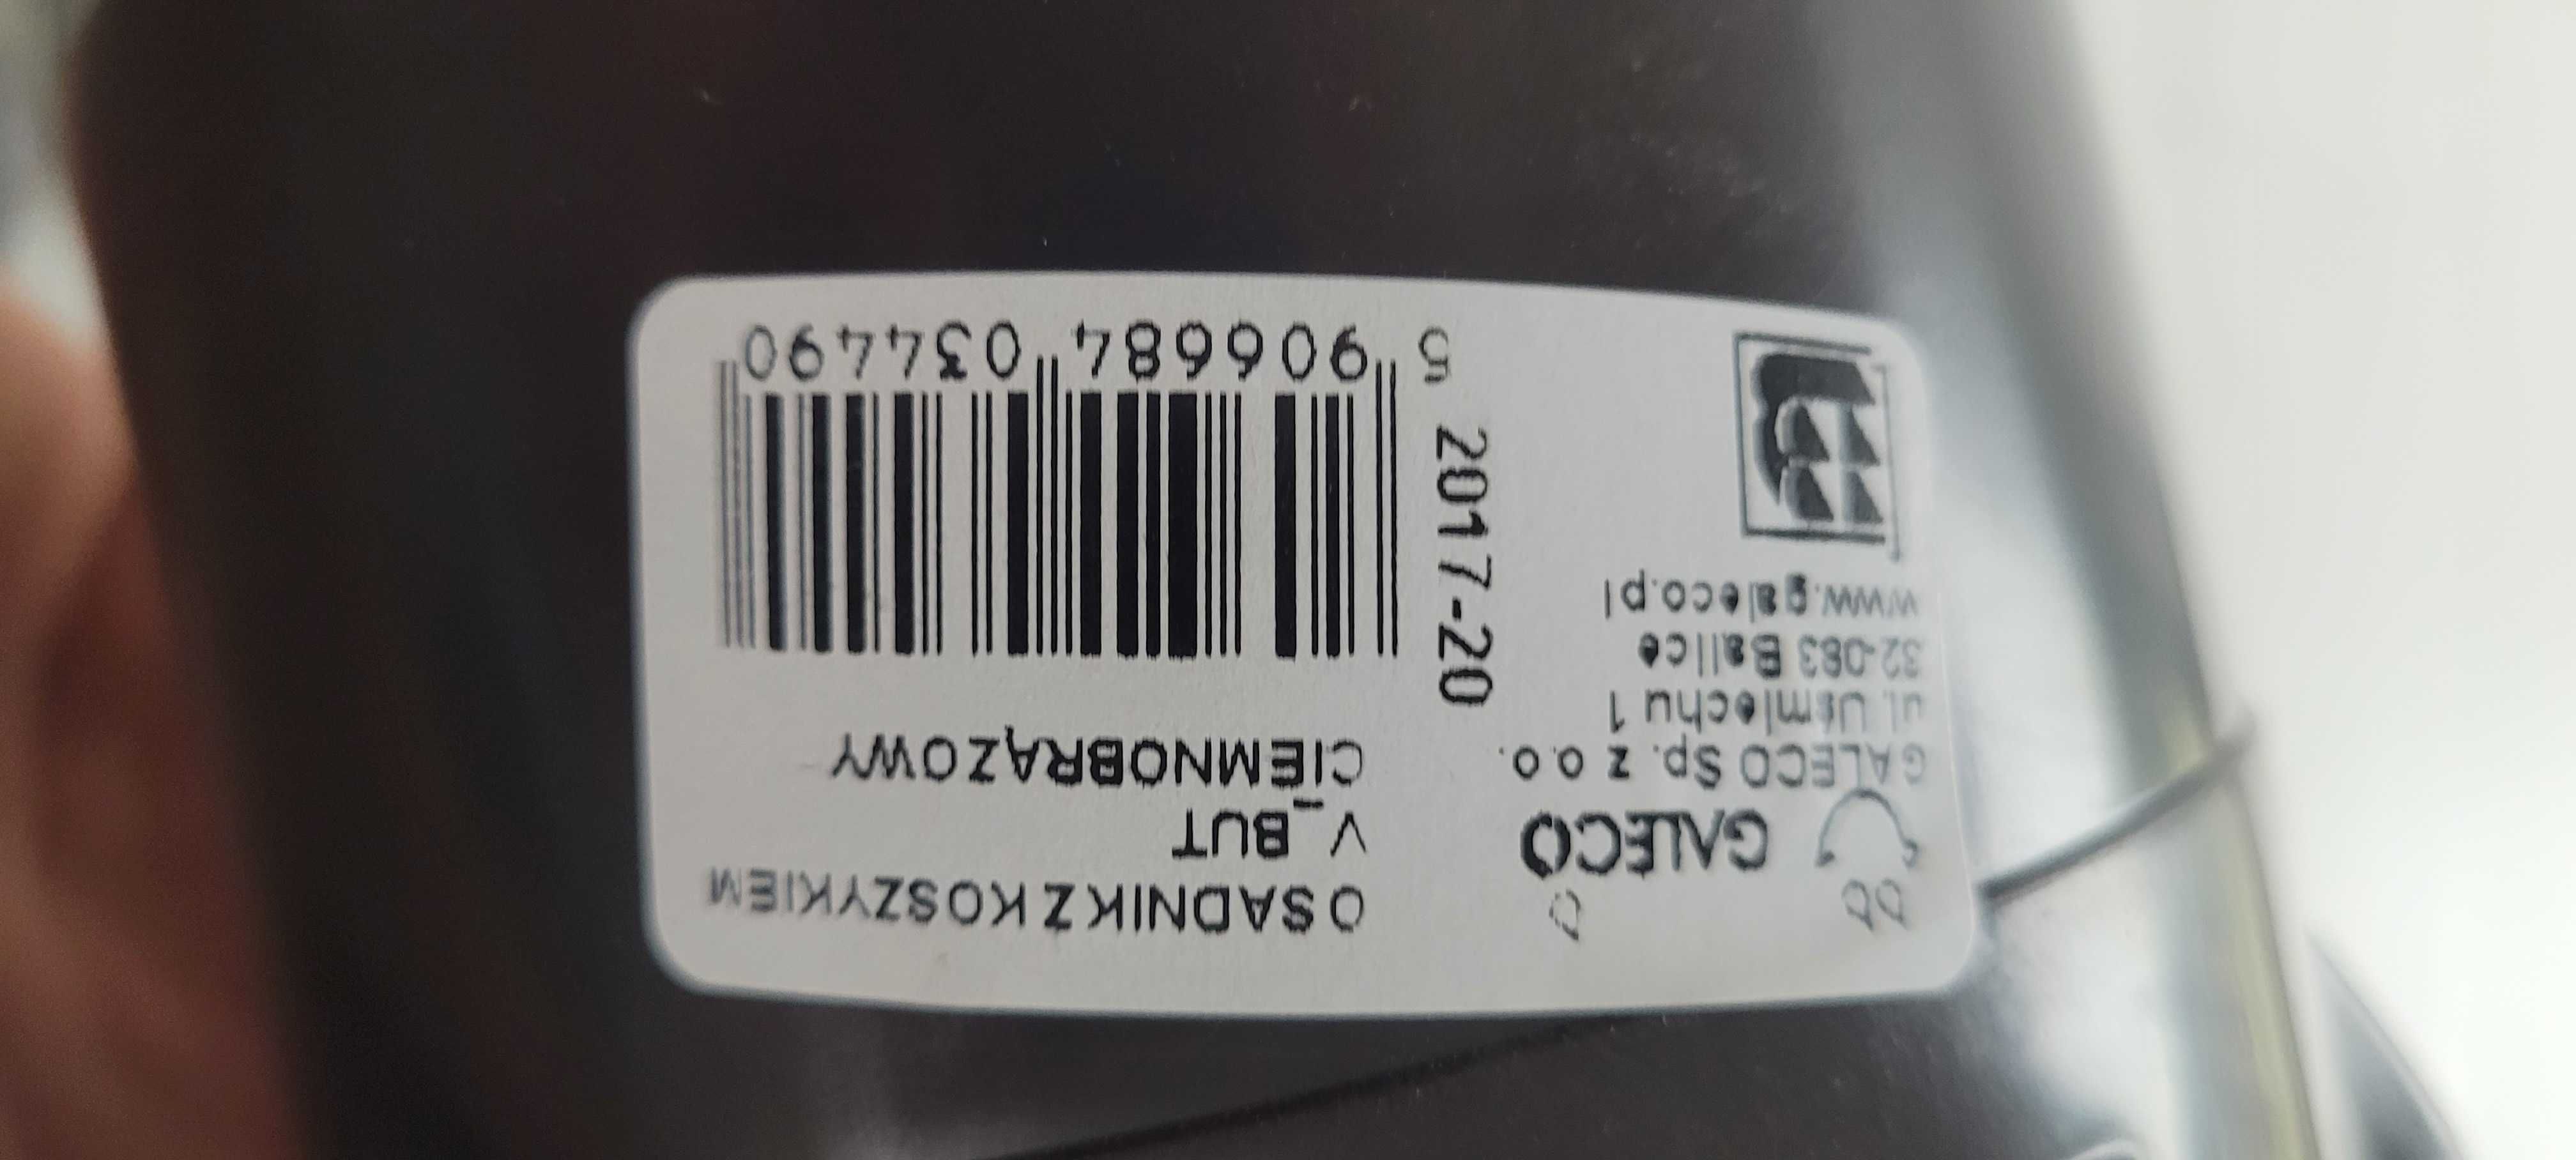 OSADNIK Z KOSZYKIEM
V_BUT
CIEMNOBRĄZOWY
GALECO
GALECO Sp. z o.o.
ul. Uśmiechu 1
32-083 Balice
www.galeco.pl
2017-20
5 906684 034490